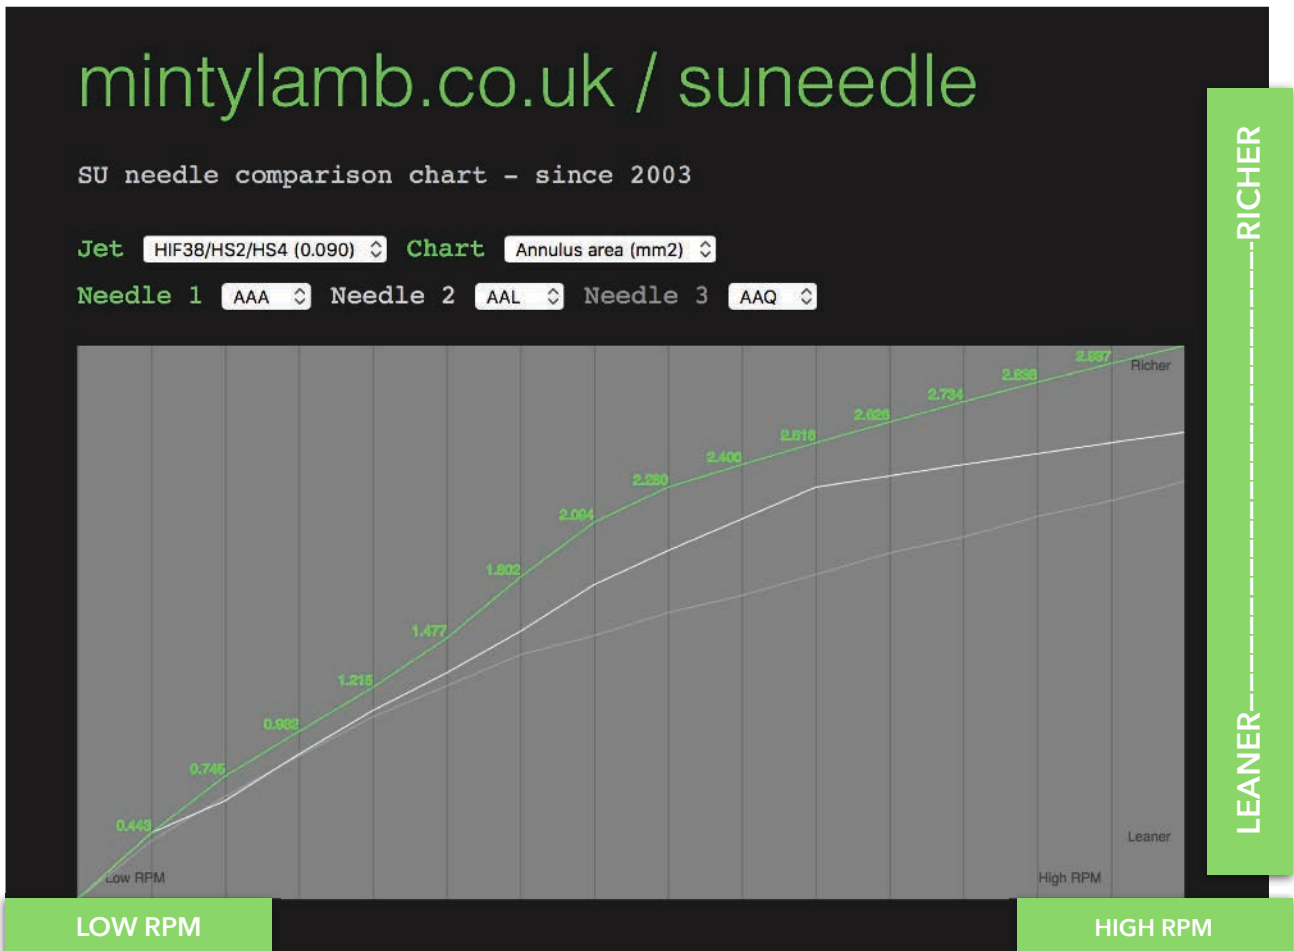 mintylamb.co.uk / suneedle
SU needle comparison chart - since 2003
Jet HIF38/HS2/HS4 (0.090) Chart Annulus area (mm2)
Needle 1 AAA Needle 2 AAL Needle 3 AAQ
2.937
Richer
2.836
2.734
2.626
2.516
2.400
2.280
2.094
1.802
1.477
1.215
0.982
0.745
0.443
Leaner
Low RPM
High RPM
LEANER---------------------RICHER
LOW RPM
HIGH RPM